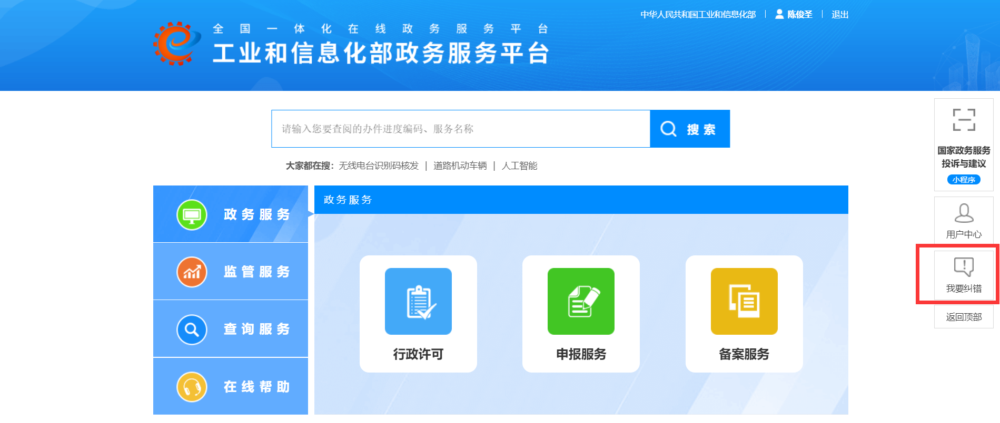 中华人民共和国工业和信息化部 陈俊圣 退出
全国一体化在线政务服务平台
工业和信息化部政务服务平台
请输入您要查阅的办件进度编码、服务名称
搜索
大家都在搜：无线电台识别码核发 | 道路机动车辆 | 人工智能
政务服务
监管服务
查询服务
在线帮助
政务服务
行政许可
申报服务
备案服务
国家政务服务
投诉与建议
小程序
用户中心
我要纠错
返回顶部